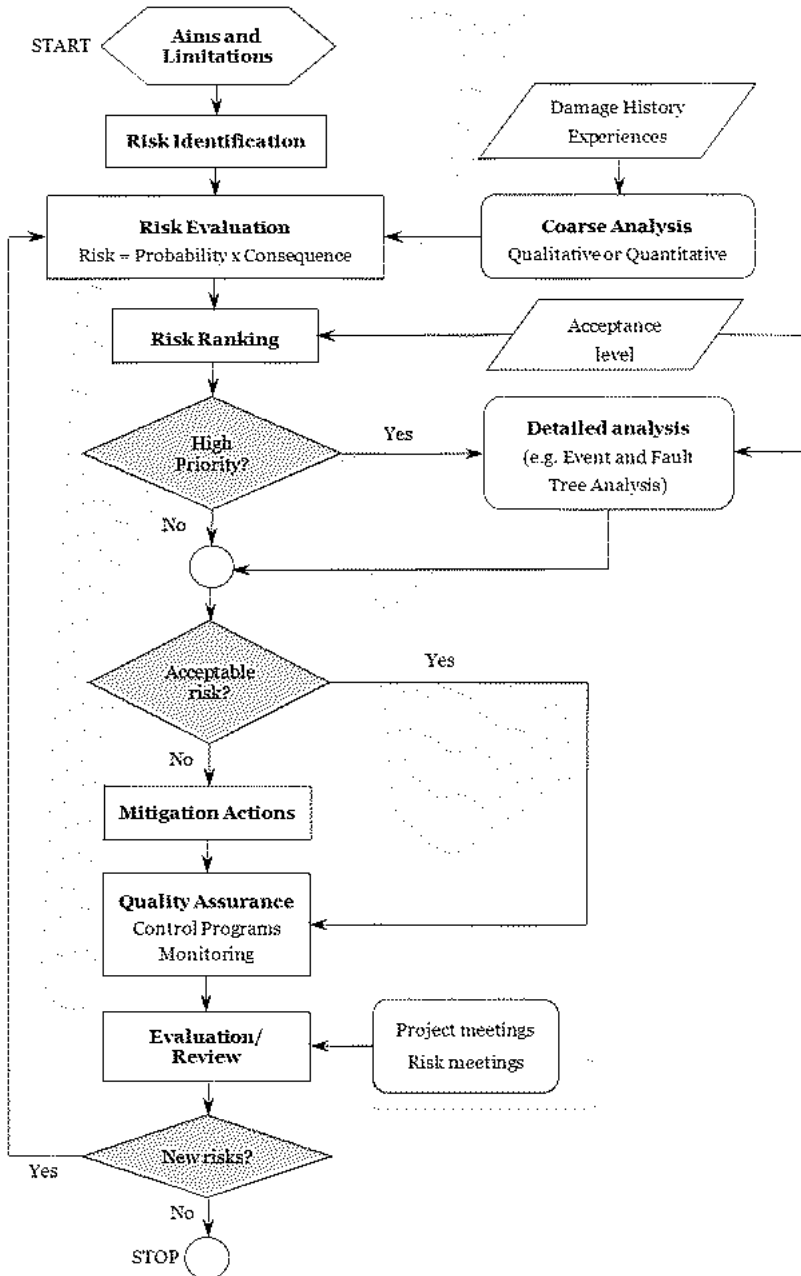 START
Aims and
Limitations
Risk Identification
Damage History
Experiences
Risk Evaluation
Risk = Probability x Consequence
Coarse Analysis
Qualitative or Quantitative
Risk Ranking
Acceptance
level
High
Priority?
Yes
Detailed analysis
(e.g. Event and Fault
Tree Analysis)
No
Acceptable
risk?
Yes
No
Mitigation Actions
Quality Assurance
Control Programs
Monitoring
Evaluation/
Review
Project meetings
Risk meetings
New risks?
Yes
No
STOP